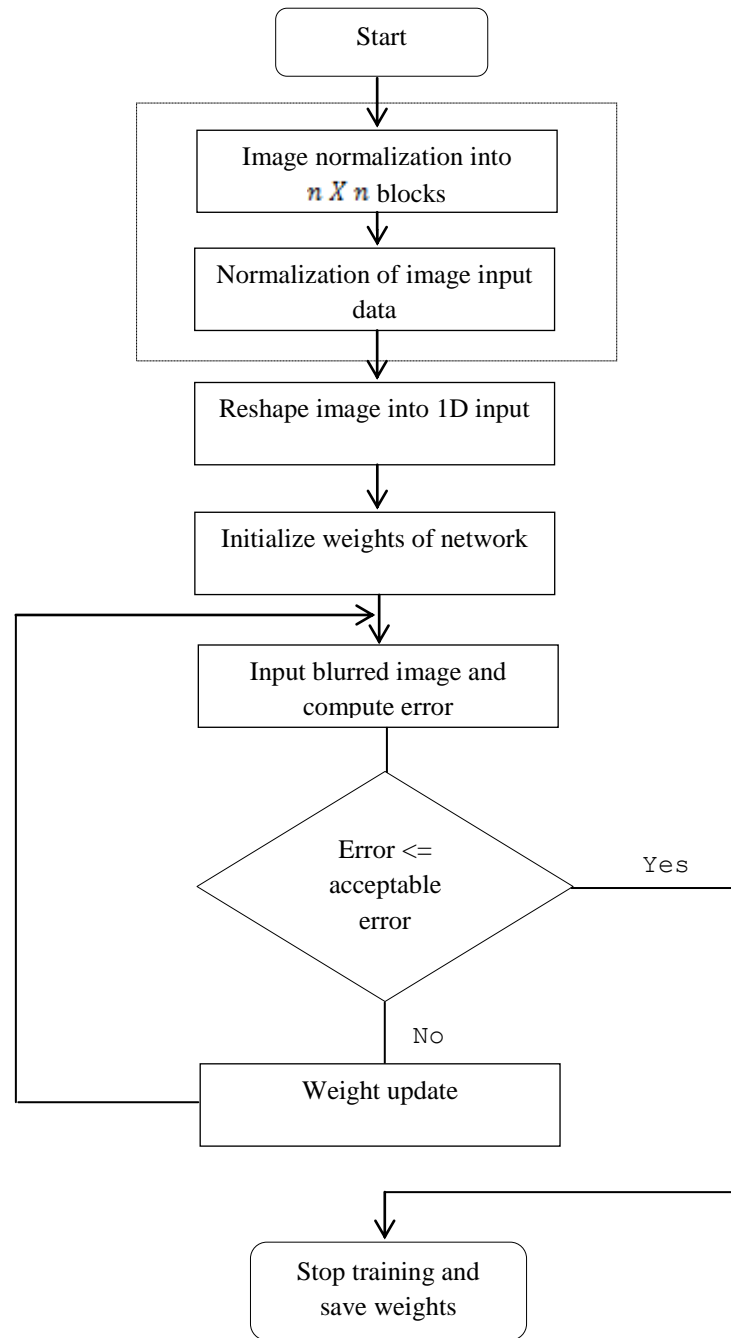 Start
Image normalization into
n X n blocks
Normalization of image input
data
Reshape image into 1D input
Initialize weights of network
Input blurred image and
compute error
Error <=
acceptable
error
Yes
No
Weight update
Stop training and
save weights